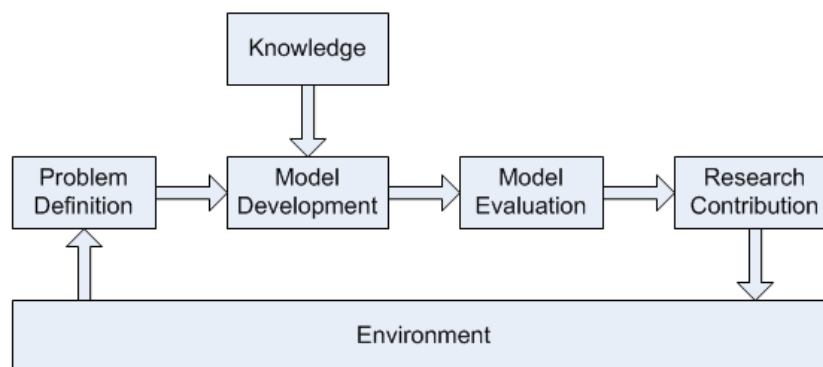 Knowledge
Problem
Definition
Model
Development
Model
Evaluation
Research
Contribution
Environment